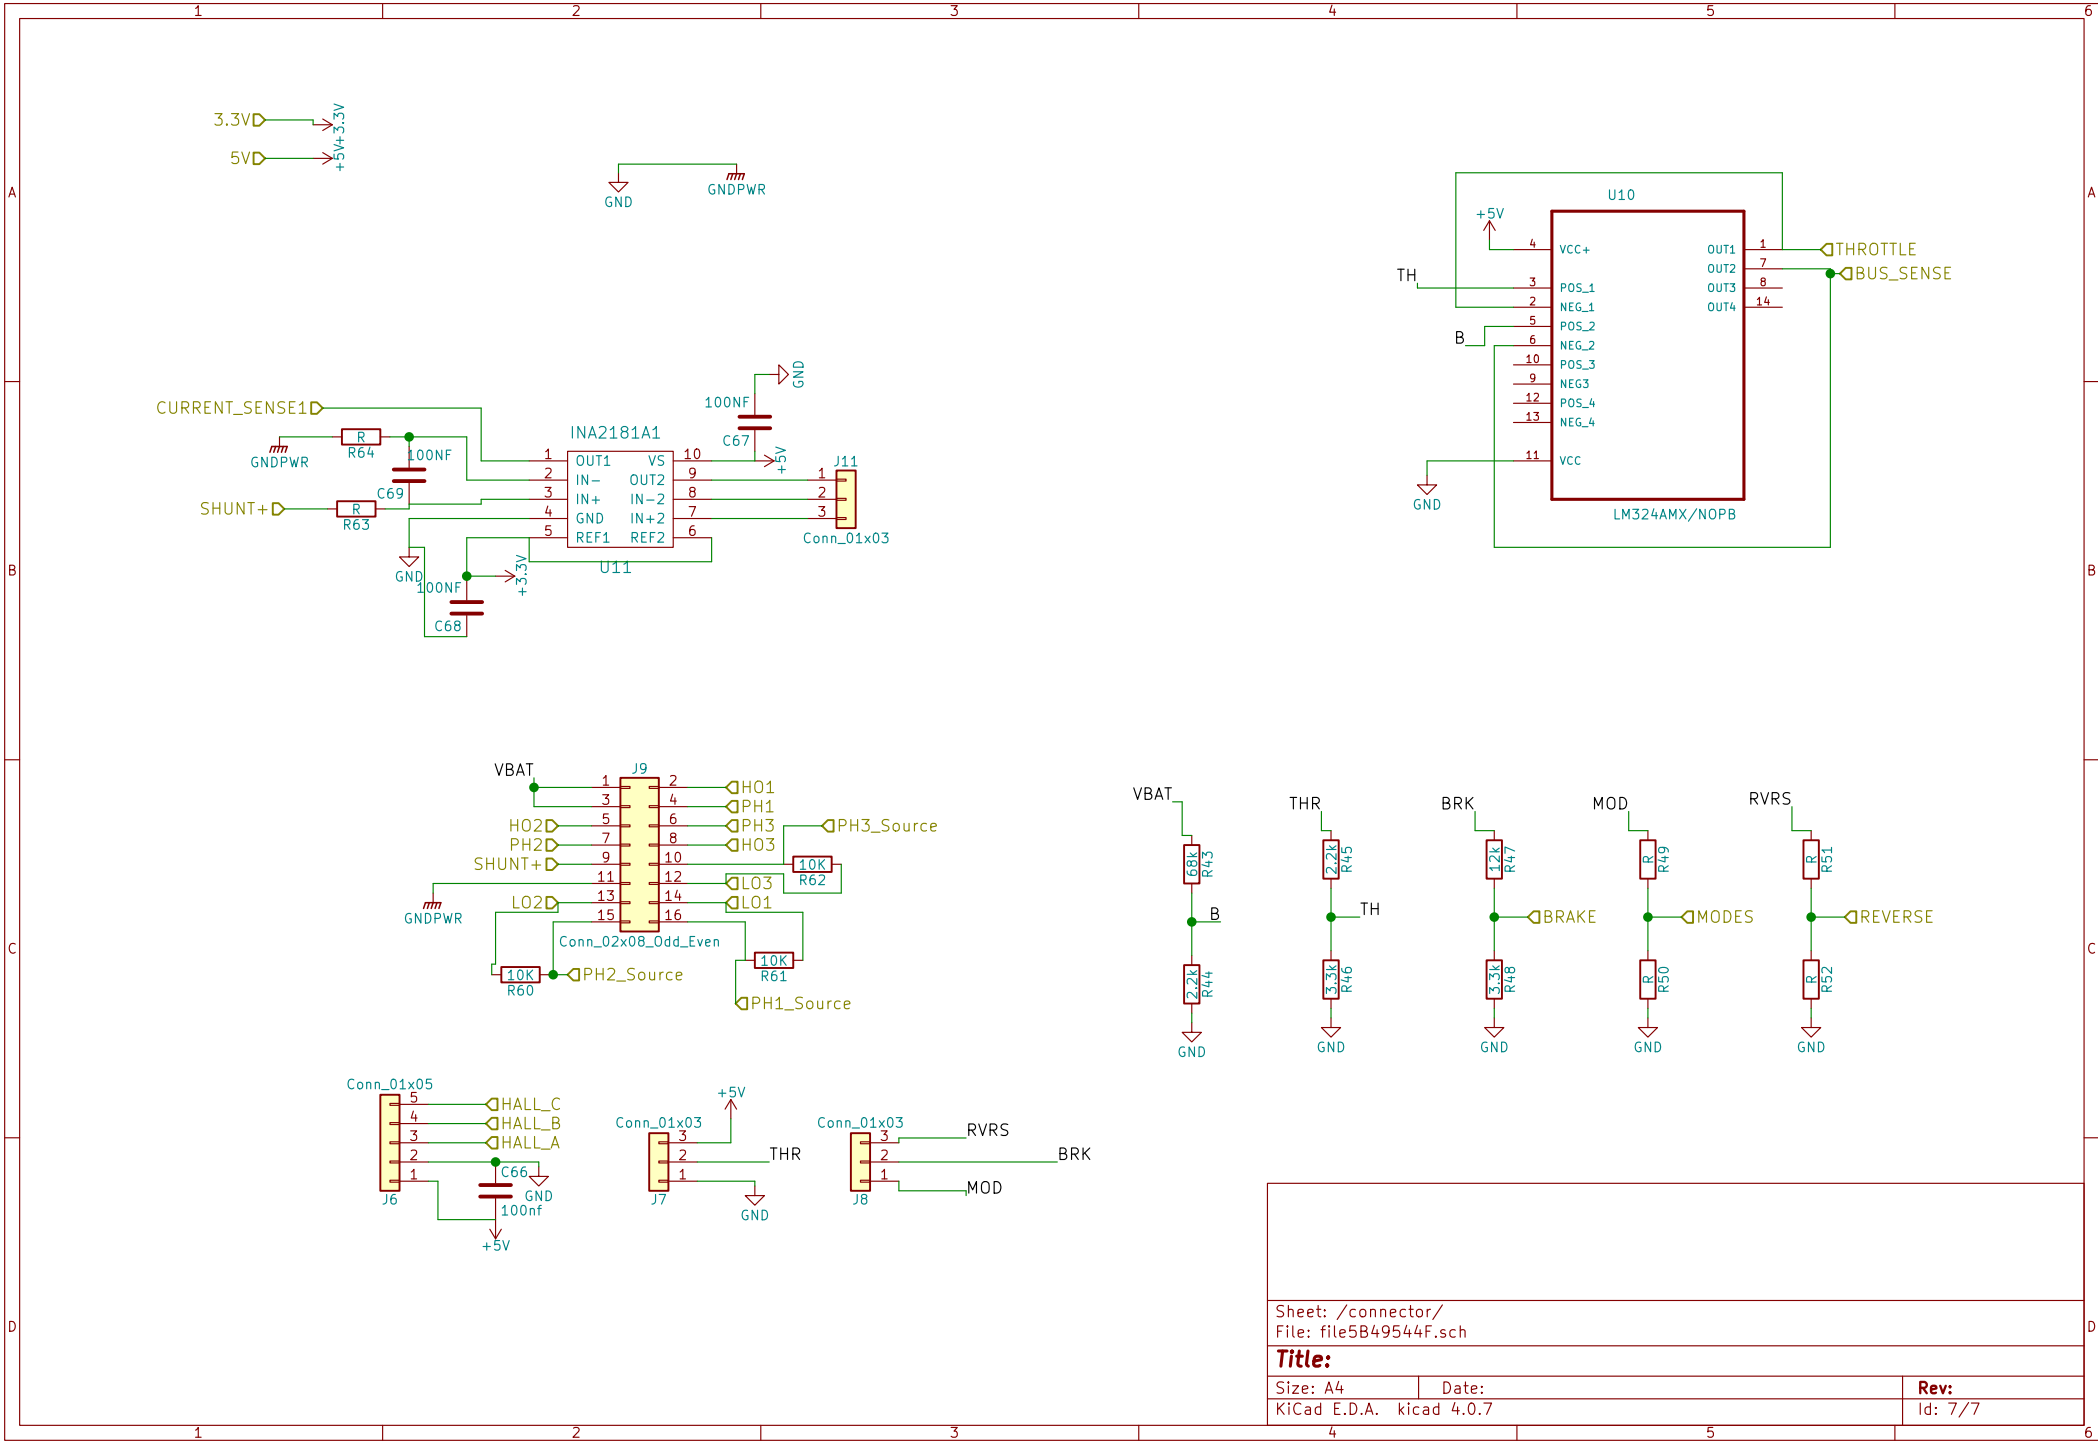 1 2 3 4 5 6
A A
B B
C C
D D
1 2 3 4 5 6
3.3V +3.3V
5V +5V
GND GNDPWR
U10
+5V
4 VCC+ OUT1 1 THROTTLE
OUT2 7 BUS_SENSE
TH 3 POS_1 OUT3 8
2 NEG_1 OUT4 14
B 5 POS_2
6 NEG_2
10 POS_3
9 NEG3
12 POS_4
13 NEG_4
11 VCC
GND
LM324AMX/NOPB
CURRENT_SENSE1
GNDPWR
R
R64
100NF
C69
SHUNT+
R
R63
INA2181A1
1 OUT1 VS 10
2 IN- OUT2 9
3 IN+ IN-2 8
4 GND IN+2 7
5 REF1 REF2 6
U11
100NF
C67
GND
+5V
J11
1
2
3
Conn_01x03
GND
100NF
C68
+3.3V
VBAT
J9
1 2 HO1
3 4 PH1
HO2 5 6 PH3
PH2 7 8 HO3
SHUNT+ 9 10
11 12 LO3
LO2 13 14 LO1
15 16
GNDPWR
Conn_02x08_Odd_Even
PH3_Source
10K
R62
10K
R61
PH1_Source
10K
R60
PH2_Source
VBAT
68k
R43
B
2.2k
R44
GND
THR
2.2k
R45
TH
3.3k
R46
GND
BRK
12k
R47
BRAKE
3.3k
R48
GND
MOD
R
R49
MODES
R
R50
GND
RVRS
R
R51
REVERSE
R
R52
GND
Conn_01x05
5 HALL_C
4 HALL_B
3 HALL_A
2
1
J6
C66
100nf
GND
+5V
Conn_01x03
+5V
3
2 THR
1
J7
GND
Conn_01x03
3 RVRS
2 BRK
1 MOD
J8
Sheet: /connector/
File: file5B49544F.sch
Title:
Size: A4 Date: Rev:
KiCad E.D.A. kicad 4.0.7 Id: 7/7